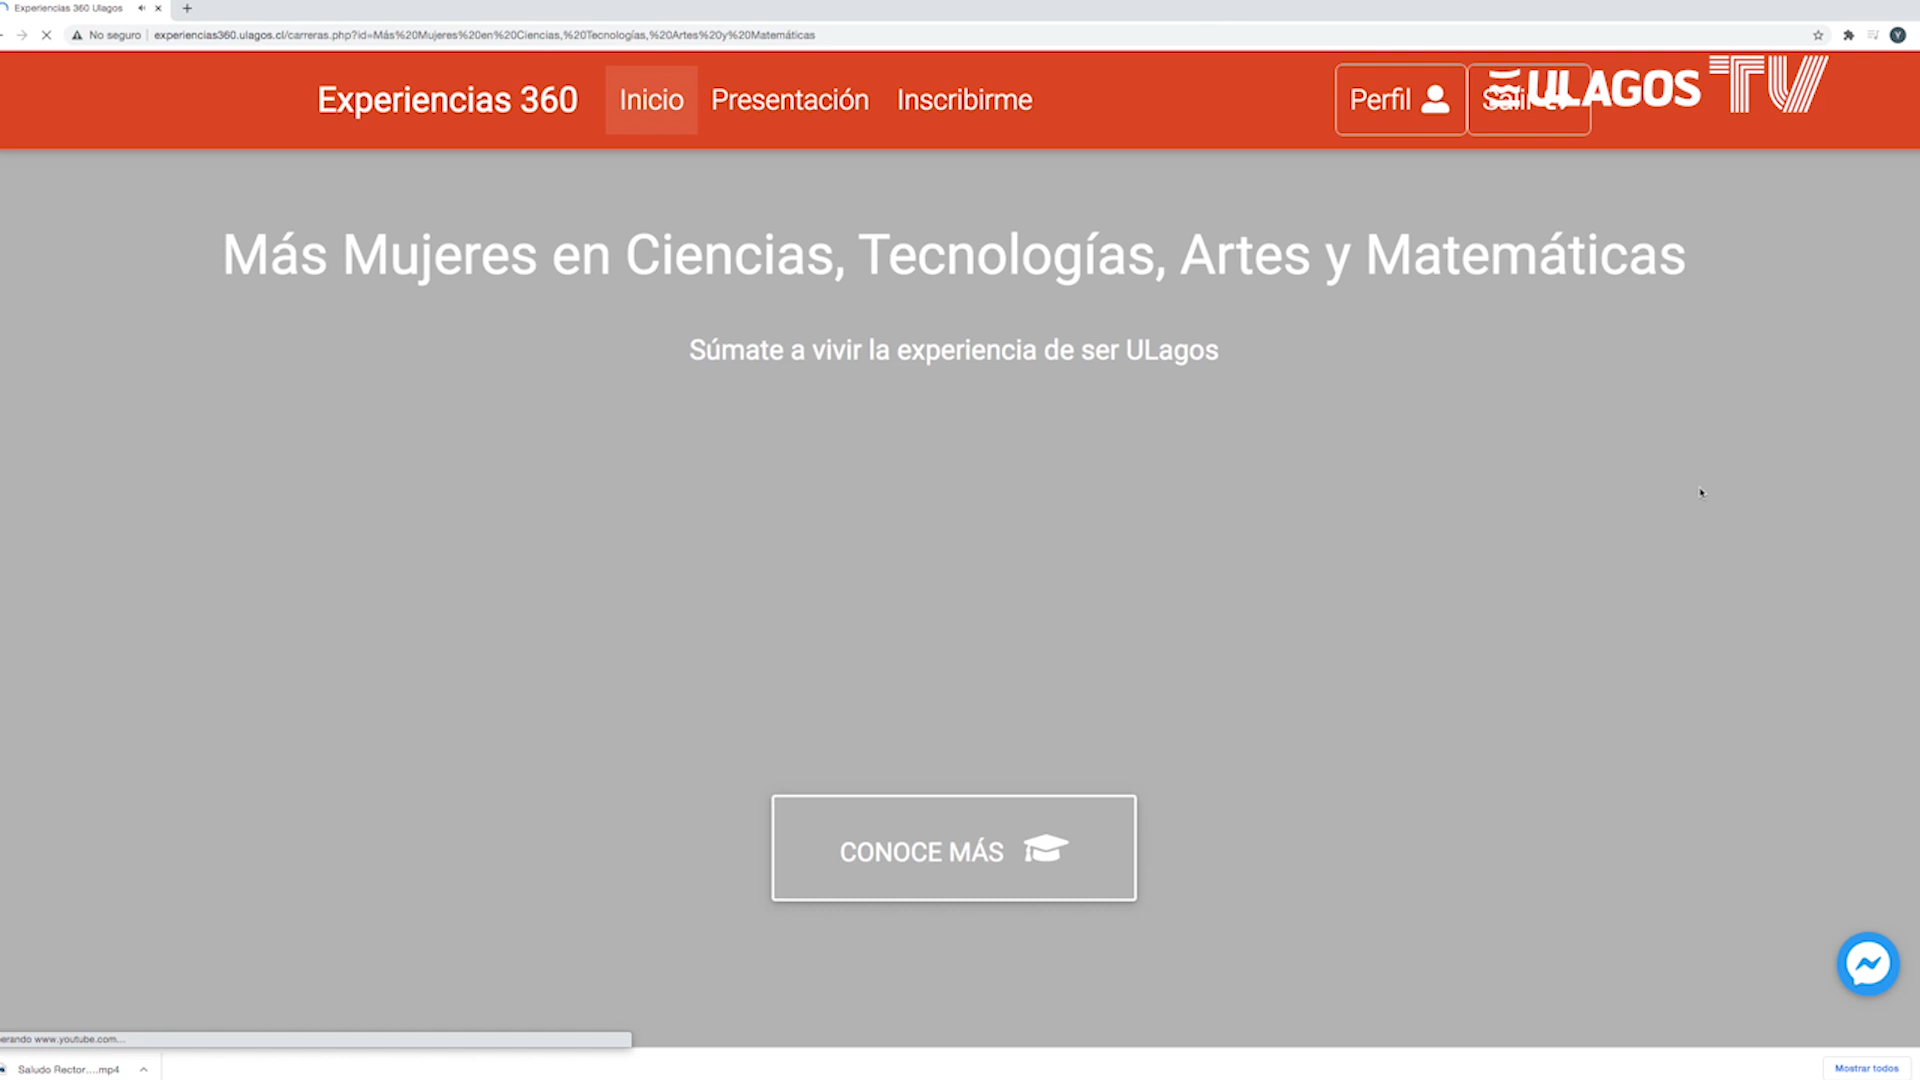 Experiencias 360 Ulagos
No seguro experiencias360.ulagos.cl/carreras.php?id=Más%20Mujeres%20en%20Ciencias,%20Tecnologías,%20Artes%20y%20Matemáticas
Y
Experiencias 360 Inicio Presentación Inscribirme Perfil Salir ULAGOS TV
Más Mujeres en Ciencias, Tecnologías, Artes y Matemáticas
Súmate a vivir la experiencia de ser ULagos
CONOCE MÁS
erando www.youtube.com...
Saludo Rector....mp4
Mostrar todos